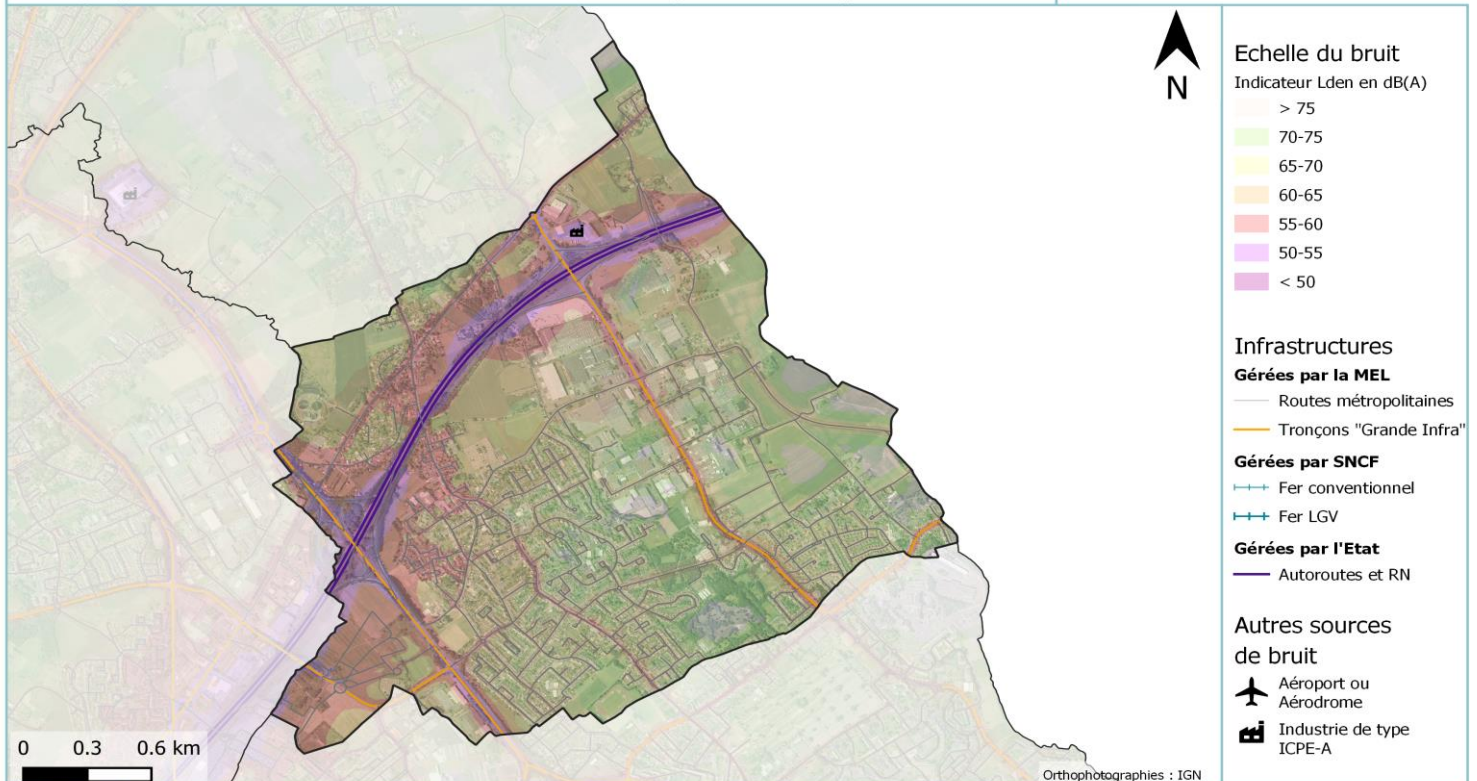 N
Echelle du bruit
Indicateur Lden en dB(A)
> 75
70-75
65-70
60-65
55-60
50-55
< 50
Infrastructures
Gérées par la MEL
Routes métropolitaines
Tronçons "Grande Infra"
Gérées par SNCF
Fer conventionnel
Fer LGV
Gérées par l'Etat
Autoroutes et RN
Autres sources
de bruit
Aéroport ou
Aérodrome
Industrie de type
ICPE-A
0 0.3 0.6 km
Orthophotographies : IGN